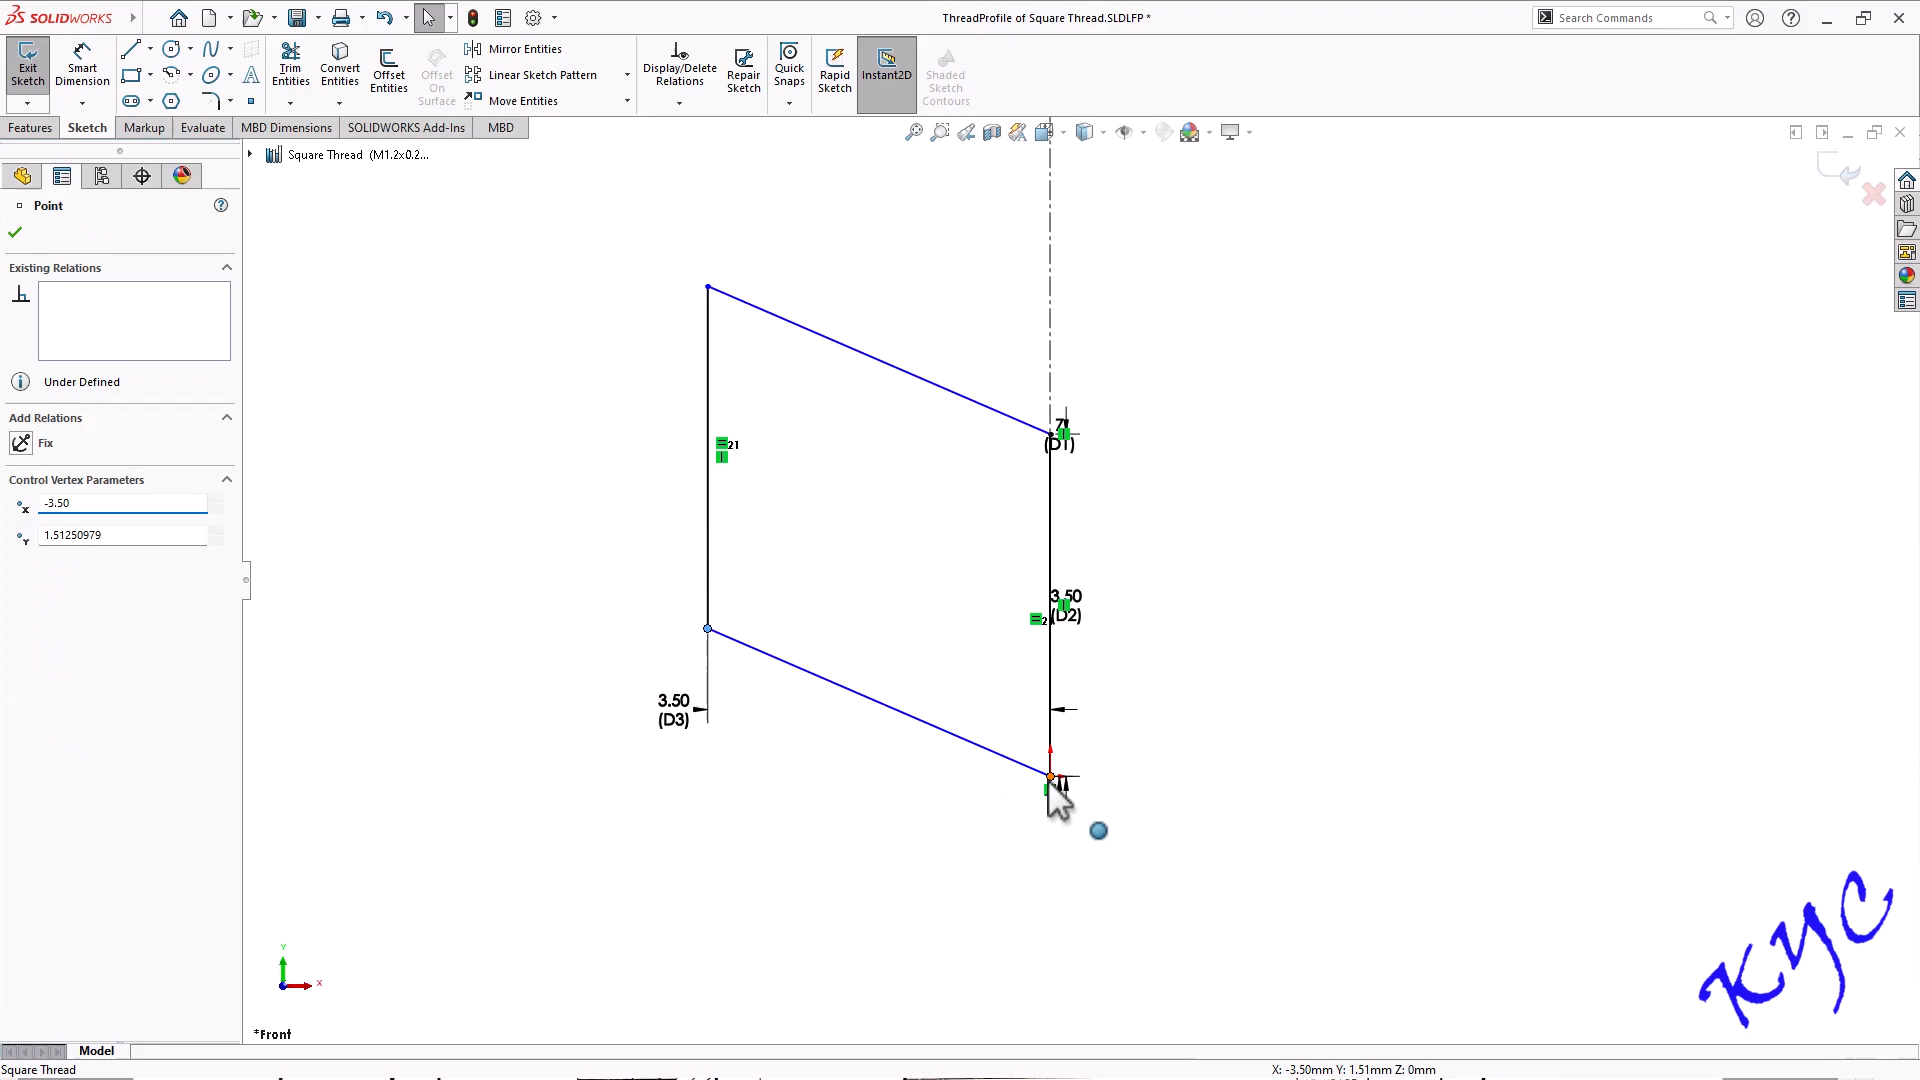 SOLIDWORKS
ThreadProfile of Square Thread.SLDLFP *
Search Commands
Exit Sketch
Smart Dimension
Trim Entities
Convert Entities
Offset Entities
Offset On Surface
Mirror Entities
Linear Sketch Pattern
Move Entities
Display/Delete Relations
Repair Sketch
Quick Snaps
Rapid Sketch
Instant2D
Shaded Sketch Contours
Features
Sketch
Markup
Evaluate
MBD Dimensions
SOLIDWORKS Add-Ins
MBD
Square Thread (M1.2x0.2...
Point
Existing Relations
Under Defined
Add Relations
Fix
Control Vertex Parameters
X
-3.50
Y
1.51250979
21
(D1)
3.50
(D2)
3.50
(D3)
Y
X
*Front
KYC
Model
Square Thread
X: -3.50mm Y: 1.51mm Z: 0mm